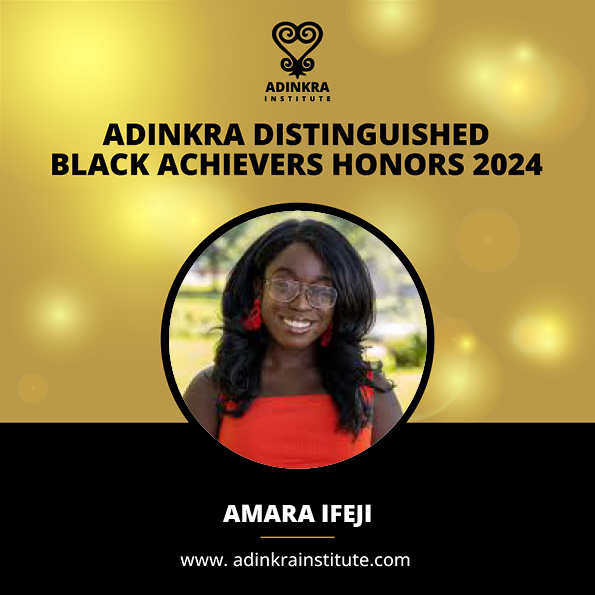 ADINKRA
INSTITUTE
ADINKRA DISTINGUISHED
BLACK ACHIEVERS HONORS 2024
AMARA IFEJI
www. adinkrainstitute.com